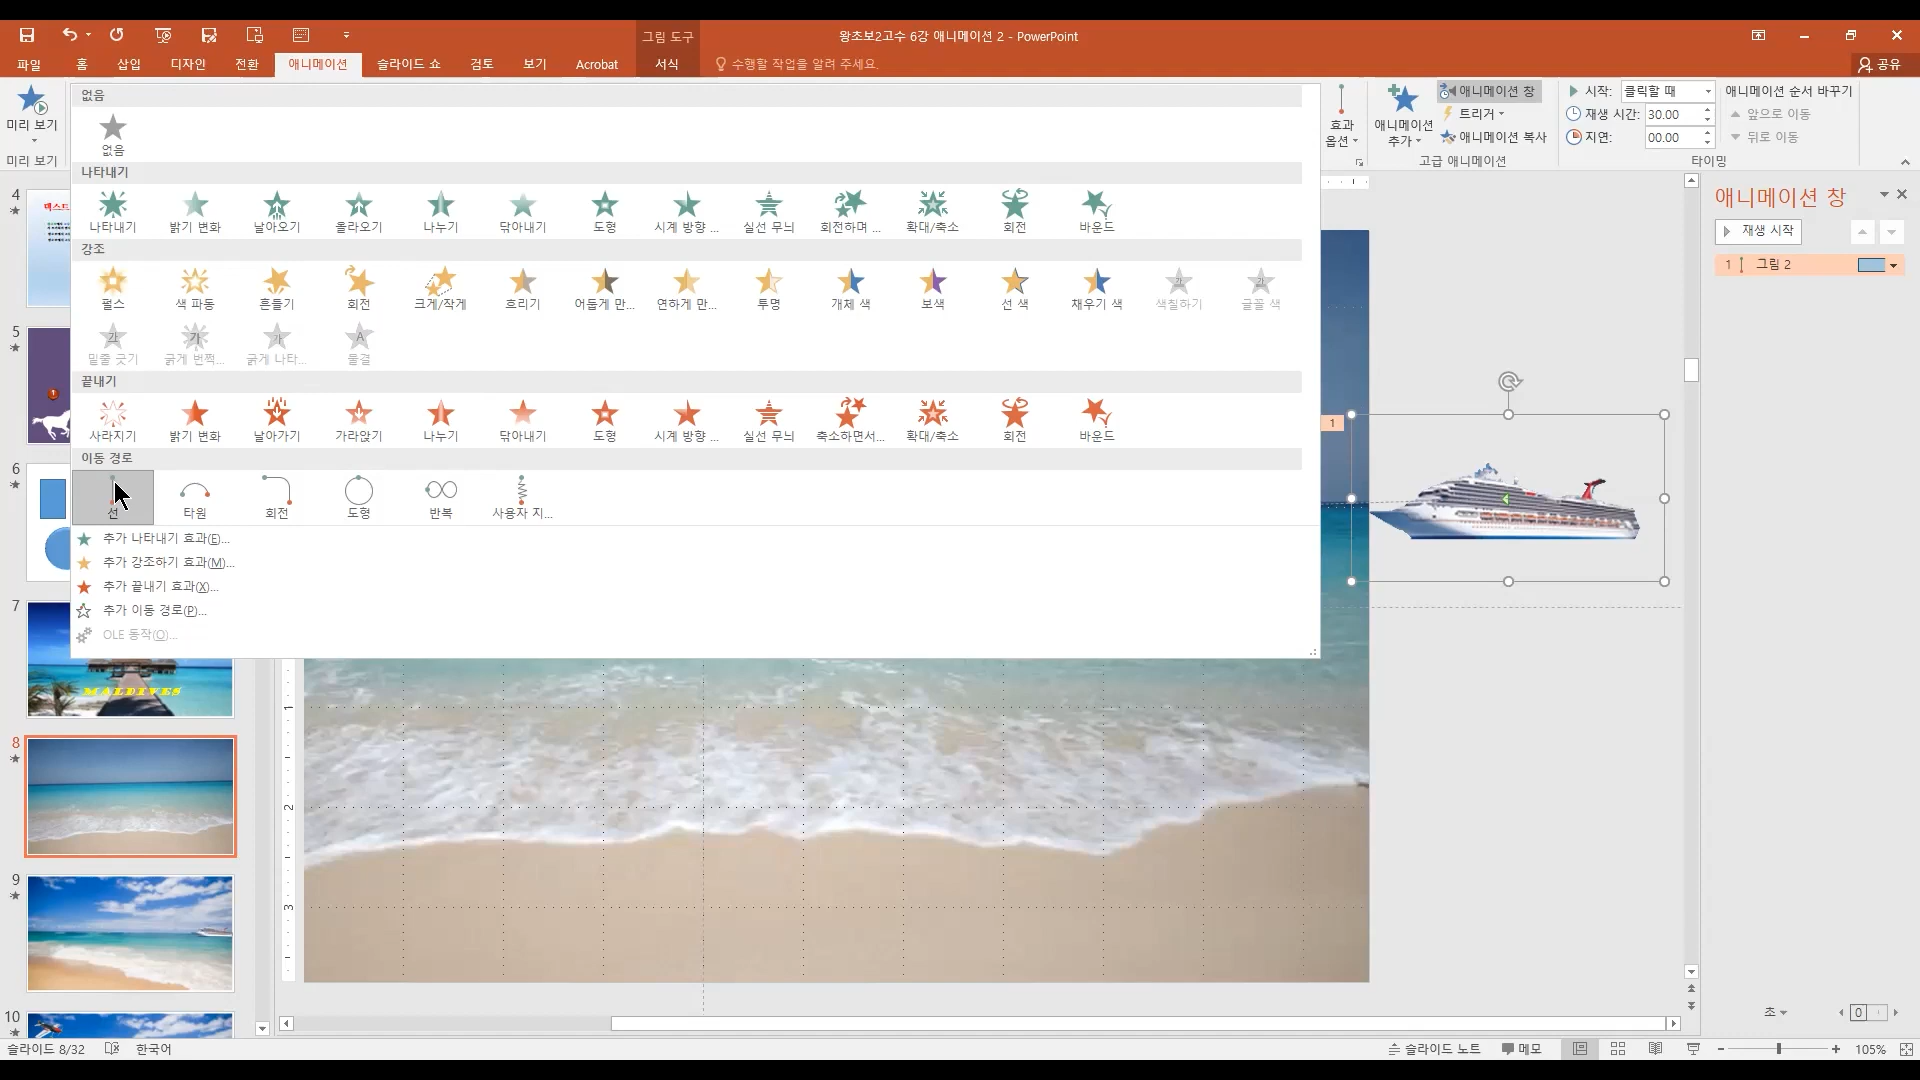 그림 도구
왕초보2고수 6강 애니메이션 2 - PowerPoint
파일 홈 삽입 디자인 전환 애니메이션 슬라이드 쇼 검토 보기 Acrobat 서식 수행할 작업을 알려 주세요. 공유
미리 보기
미리 보기
효과 옵션
애니메이션 추가
애니메이션 창
트리거
애니메이션 복사
고급 애니메이션
시작: 클릭할 때
재생 시간: 30.00
지연: 00.00
애니메이션 순서 바꾸기
앞으로 이동
뒤로 이동
타이밍
없음
없음
나타내기
나타내기 밝기 변화 날아오기 올라오기 나누기 닦아내기 도형 시계 방향 ... 실선 무늬 회전하며 ... 확대/축소 회전 바운드
강조
펄스 색 파동 흔들기 회전 크게/작게 흐리기 어둡게 만... 연하게 만... 투명 개체 색 보색 선 색 채우기 색 색칠하기 글꼴 색
밑줄 긋기 굵게 번쩍... 굵게 나타... 물결
끝내기
사라지기 밝기 변화 날아가기 가라앉기 나누기 닦아내기 도형 시계 방향 ... 실선 무늬 축소하면서... 확대/축소 회전 바운드
이동 경로
선 타원 회전 도형 반복 사용자 지...
추가 나타내기 효과(E)...
추가 강조하기 효과(M)...
추가 끝내기 효과(X)...
추가 이동 경로(P)...
OLE 동작(O)...
애니메이션 창
재생 시작
1 그림 2
1
4
5
1
6
7
MALDIVES
8
9
10
1
2
3
초
0
슬라이드 8/32 한국어 슬라이드 노트 메모 105%